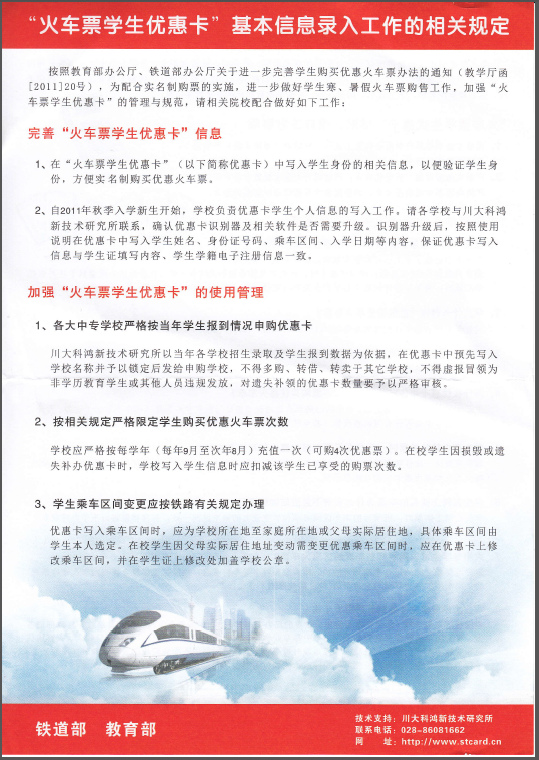 “火车票学生优惠卡”基本信息录入工作的相关规定
按照教育部办公厅、铁道部办公厅关于进一步完善学生购买优惠火车票办法的通知（教学厅函
[2011]20号），为配合实名制购票的实施，进一步做好学生寒、暑假火车票购售工作，加强“火
车票学生优惠卡”的管理与规范，请相关院校配合做好如下工作：
完善“火车票学生优惠卡”信息
1、在“火车票学生优惠卡”（以下简称优惠卡）中写入学生身份的相关信息，以便验证学生身
份，方便实名制购买优惠火车票。
2、自2011年秋季入学新生开始，学校负责优惠卡学生个人信息的写入工作。请各学校与川大科鸿
新技术研究所联系，确认优惠卡识别器及相关软件是否需要升级。识别器升级后，按照使用
说明在优惠卡中写入学生姓名、身份证号码、乘车区间、入学日期等内容，保证优惠卡写入
信息与学生证填写内容、学生学籍电子注册信息一致。
加强“火车票学生优惠卡”的使用管理
1、各大中专学校严格按当年学生报到情况申购优惠卡
川大科鸿新技术研究所以当年各学校招生录取及学生报到数据为依据，在优惠卡中预先写入
学校名称并予以锁定后发给申购学校，不得多购、转借、转卖于其它学校，不得虚报冒领为
非学历教育学生或其他人员违规发放，对遗失补领的优惠卡数量要予以严格审核。
2、按相关规定严格限定学生购买优惠火车票次数
学校应严格按每学年（每年9月至次年8月）充值一次（可购4次优惠票）。在校学生因损毁或遗
失补办优惠卡时，学校写入学生信息时应扣减该学生已享受的购票次数。
3、学生乘车区间变更应按铁路有关规定办理
优惠卡写入乘车区间时，应为学校所在地至家庭所在地或父母实际居住地，具体乘车区间由
学生本人选定。在校学生因父母实际居住地址变动需变更优惠乘车区间时，应在优惠卡上修
改乘车区间，并在学生证上修改处加盖学校公章。
铁道部 教育部
技术支持：川大科鸿新技术研究所
联系电话：028-86081662
网 址：http://www.stcard.cn